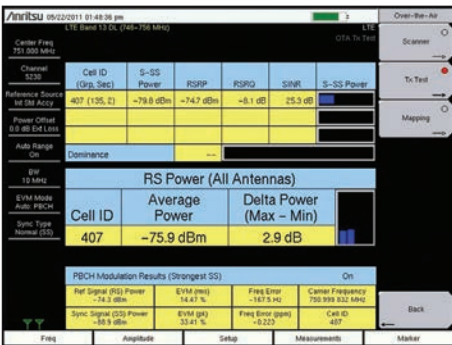 Anritsu 05/22/2011 01:48:36 pm
Over-the-Air
LTE Band 13 DL (746-756 MHz)
LTE
OTA Tx Test
Center Freq
751.000 MHz
Channel
5230
Reference Source
Int Std Accy
Power Offset
0.0 dB Ext Loss
Auto Range
On
BW
10 MHz
EVM Mode
Auto: PBCH
Sync Type
Normal (SS)
Cell ID
(Grp, Sec)
S-SS
Power
RSRP
RSRQ
SINR
S-SS Power
407 (135, 2)
-79.8 dBm
-74.7 dBm
-8.1 dB
25.3 dB
Dominance
--
RS Power (All Antennas)
Cell ID
Average
Power
Delta Power
(Max - Min)
407
-75.9 dBm
2.9 dB
PBCH Modulation Results (Strongest SS)
On
Ref Signal (RS) Power
-74.3 dBm
EVM (rms)
14.47 %
Freq Error
-167.5 Hz
Carrier Frequency
750.999 832 MHz
Sync Signal (SS) Power
-80.9 dBm
EVM (pk)
33.41 %
Freq Error (ppm)
-0.223
Cell ID
407
Scanner
Tx Test
Mapping
Back
Freq
Amplitude
Setup
Measurements
Marker